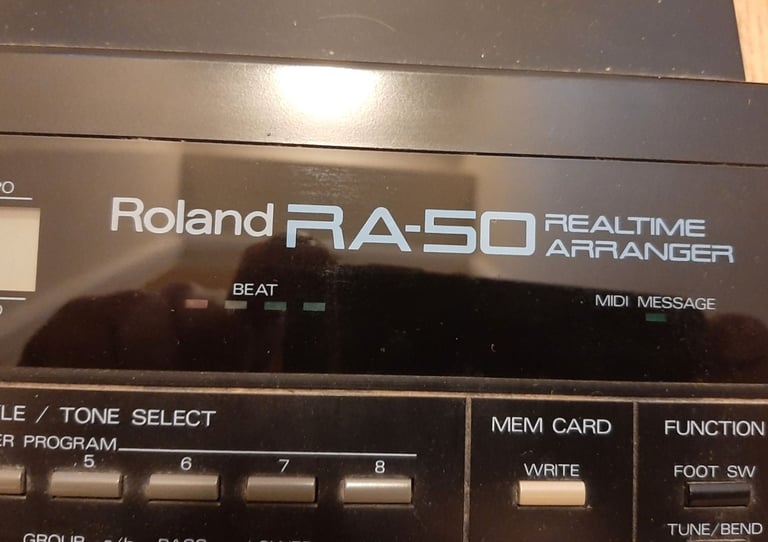 Roland RA-50 REALTIME ARRANGER
BEAT
MIDI MESSAGE
/ TONE SELECT
MEM CARD
FUNCTION
PROGRAM
5 6 7 8
WRITE
FOOT SW
TUNE/BEND